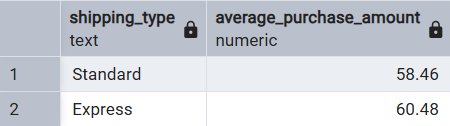 shipping_type average_purchase_amount
text numeric
1 Standard 58.46
2 Express 60.48